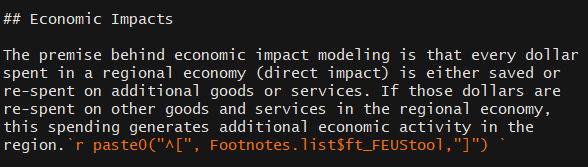 ## Economic Impacts
The premise behind economic impact modeling is that every dollar
spent in a regional economy (direct impact) is either saved or
re-spent on additional goods or services. If those dollars are
re-spent on other goods and services in the regional economy,
this spending generates additional economic activity in the
region.`r paste0("^[", Footnotes.list$ft_FEUStool,"]") `